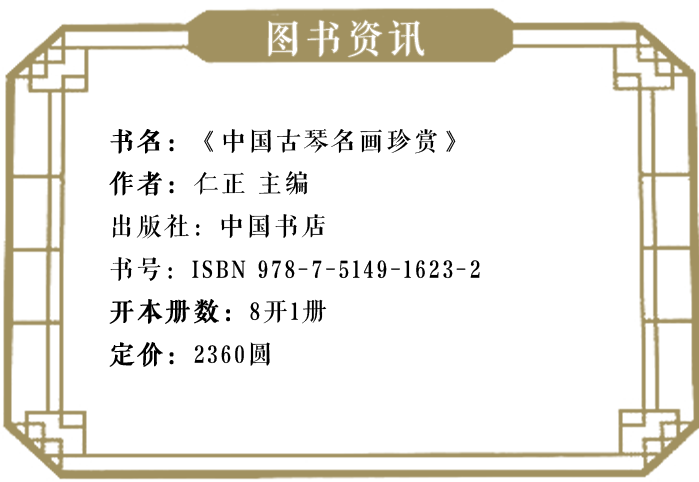 图书资讯
书名：《中国古琴名画珍赏》
作者：仁正 主编
出版社：中国书店
书号：ISBN 978-7-5149-1623-2
开本册数：8开1册
定价：2360圆